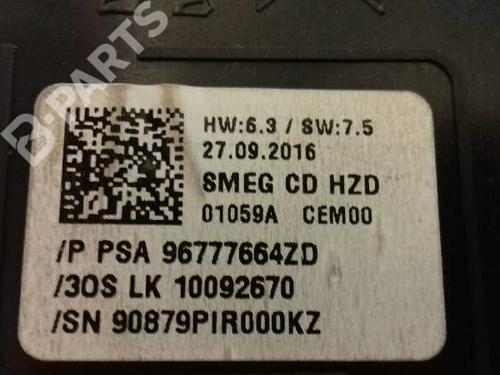 B-PARTS
HW:6.3 / SW:7.5
27.09.2016
SMEG CD HZD
01059A CEM00
/P PSA 96777664ZD
/3OS LK 10092670
/SN 90879PIR000KZ